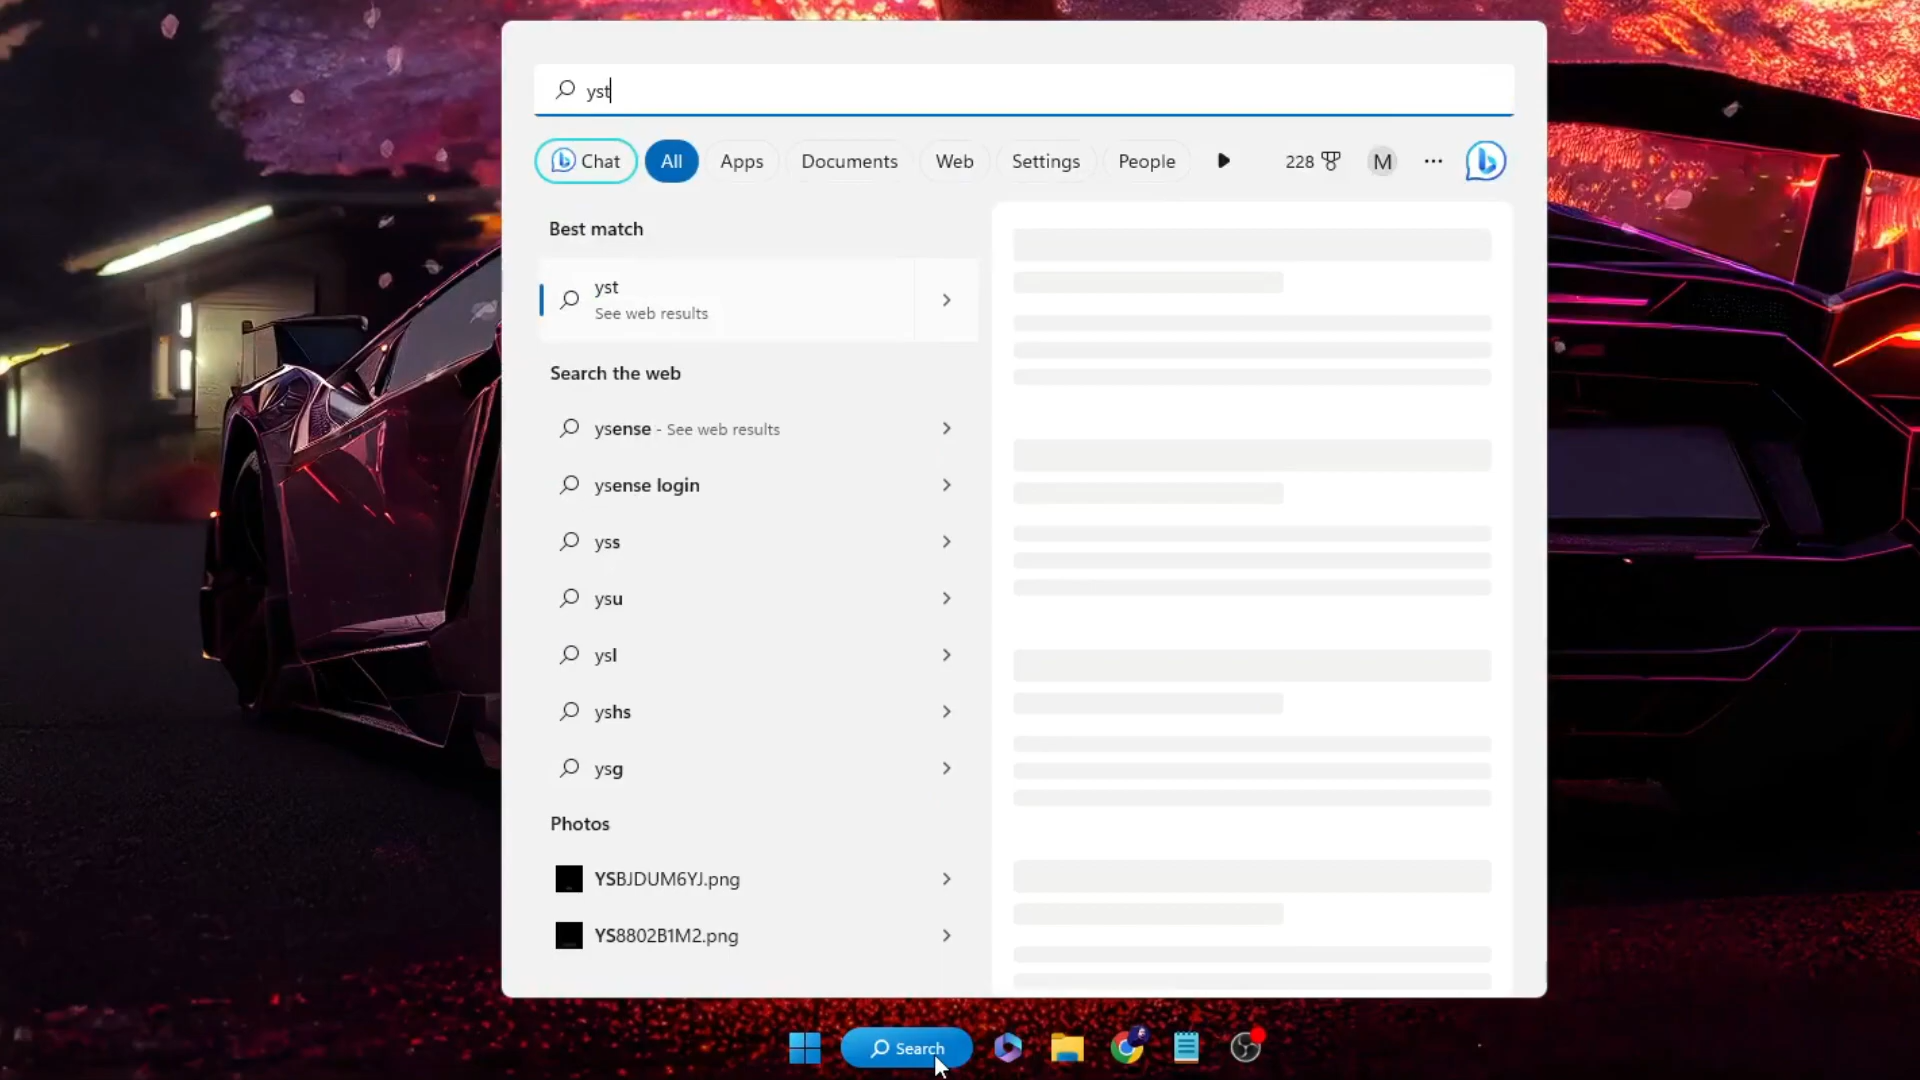 yst
Chat All Apps Documents Web Settings People 228 M ...
Best match
yst
See web results
Search the web
ysense - See web results
ysense login
yss
ysu
ysl
yshs
ysg
Photos
YSBJDUM6YJ.png
YS8802B1M2.png
Search